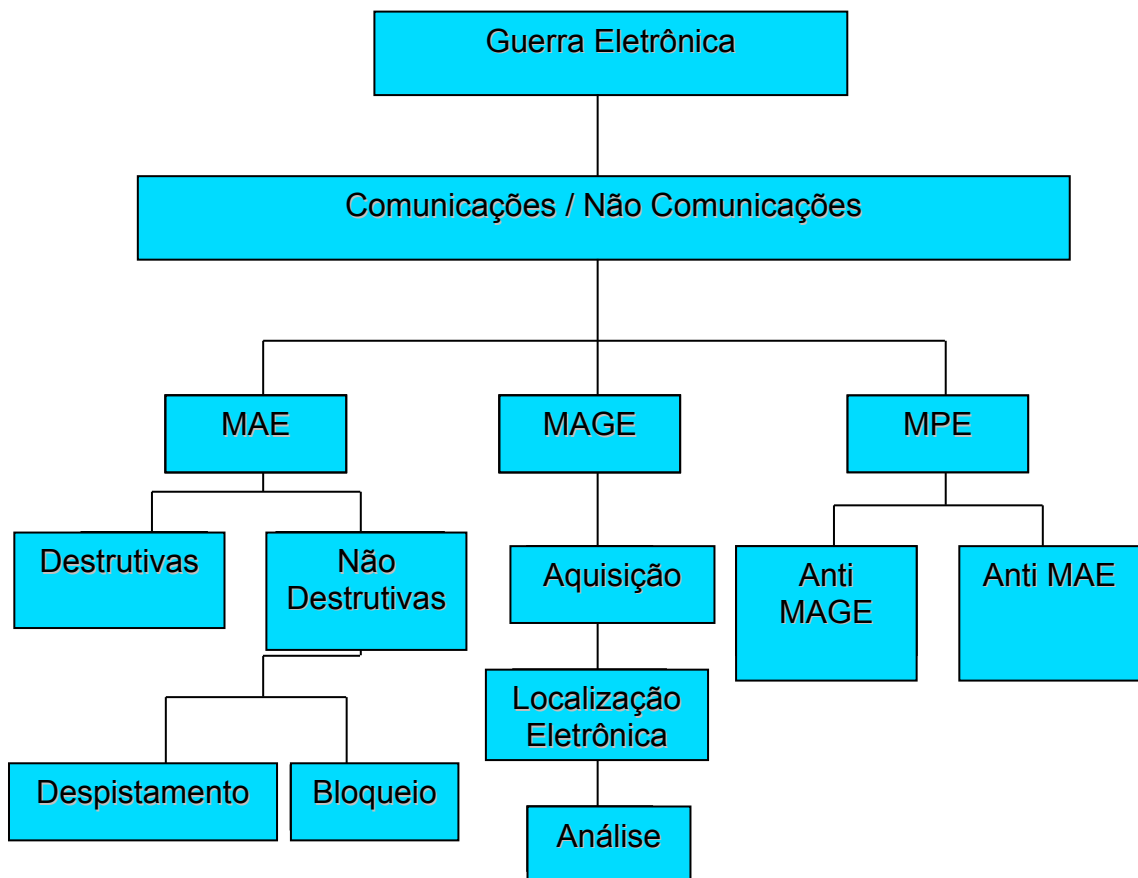 Guerra Eletrônica
Comunicações / Não Comunicações
MAE
MAGE
MPE
Destrutivas
Não
Destrutivas
Aquisição
Anti
MAGE
Anti MAE
Localização
Eletrônica
Despistamento
Bloqueio
Análise